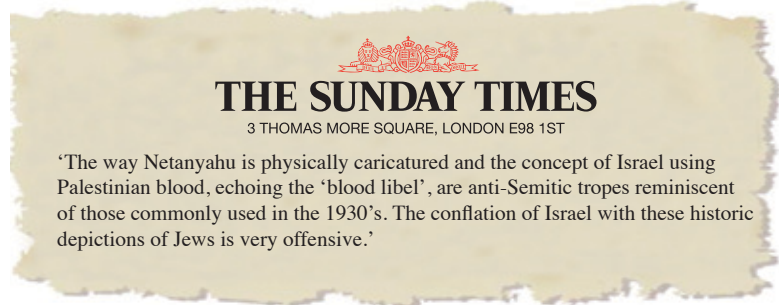 THE SUNDAY TIMES
3 THOMAS MORE SQUARE, LONDON E98 1ST
‘The way Netanyahu is physically caricatured and the concept of Israel using
Palestinian blood, echoing the ‘blood libel’, are anti-Semitic tropes reminiscent
of those commonly used in the 1930’s. The conflation of Israel with these historic
depictions of Jews is very offensive.’